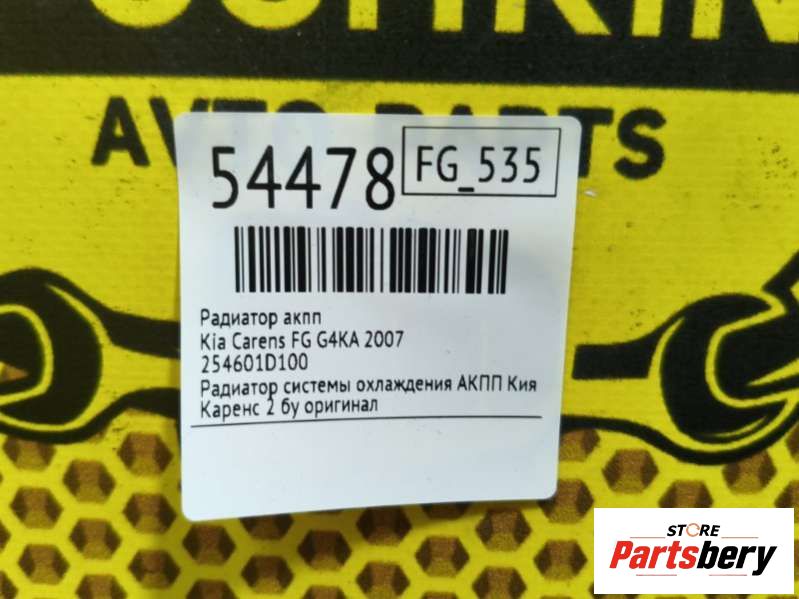 AVTO PARTS
54478
FG_535
Радиатор акпп
Kia Carens FG G4KA 2007
254601D100
Радиатор системы охлаждения АКПП Кия
Каренс 2 бу оригинал
STORE
Partsbery